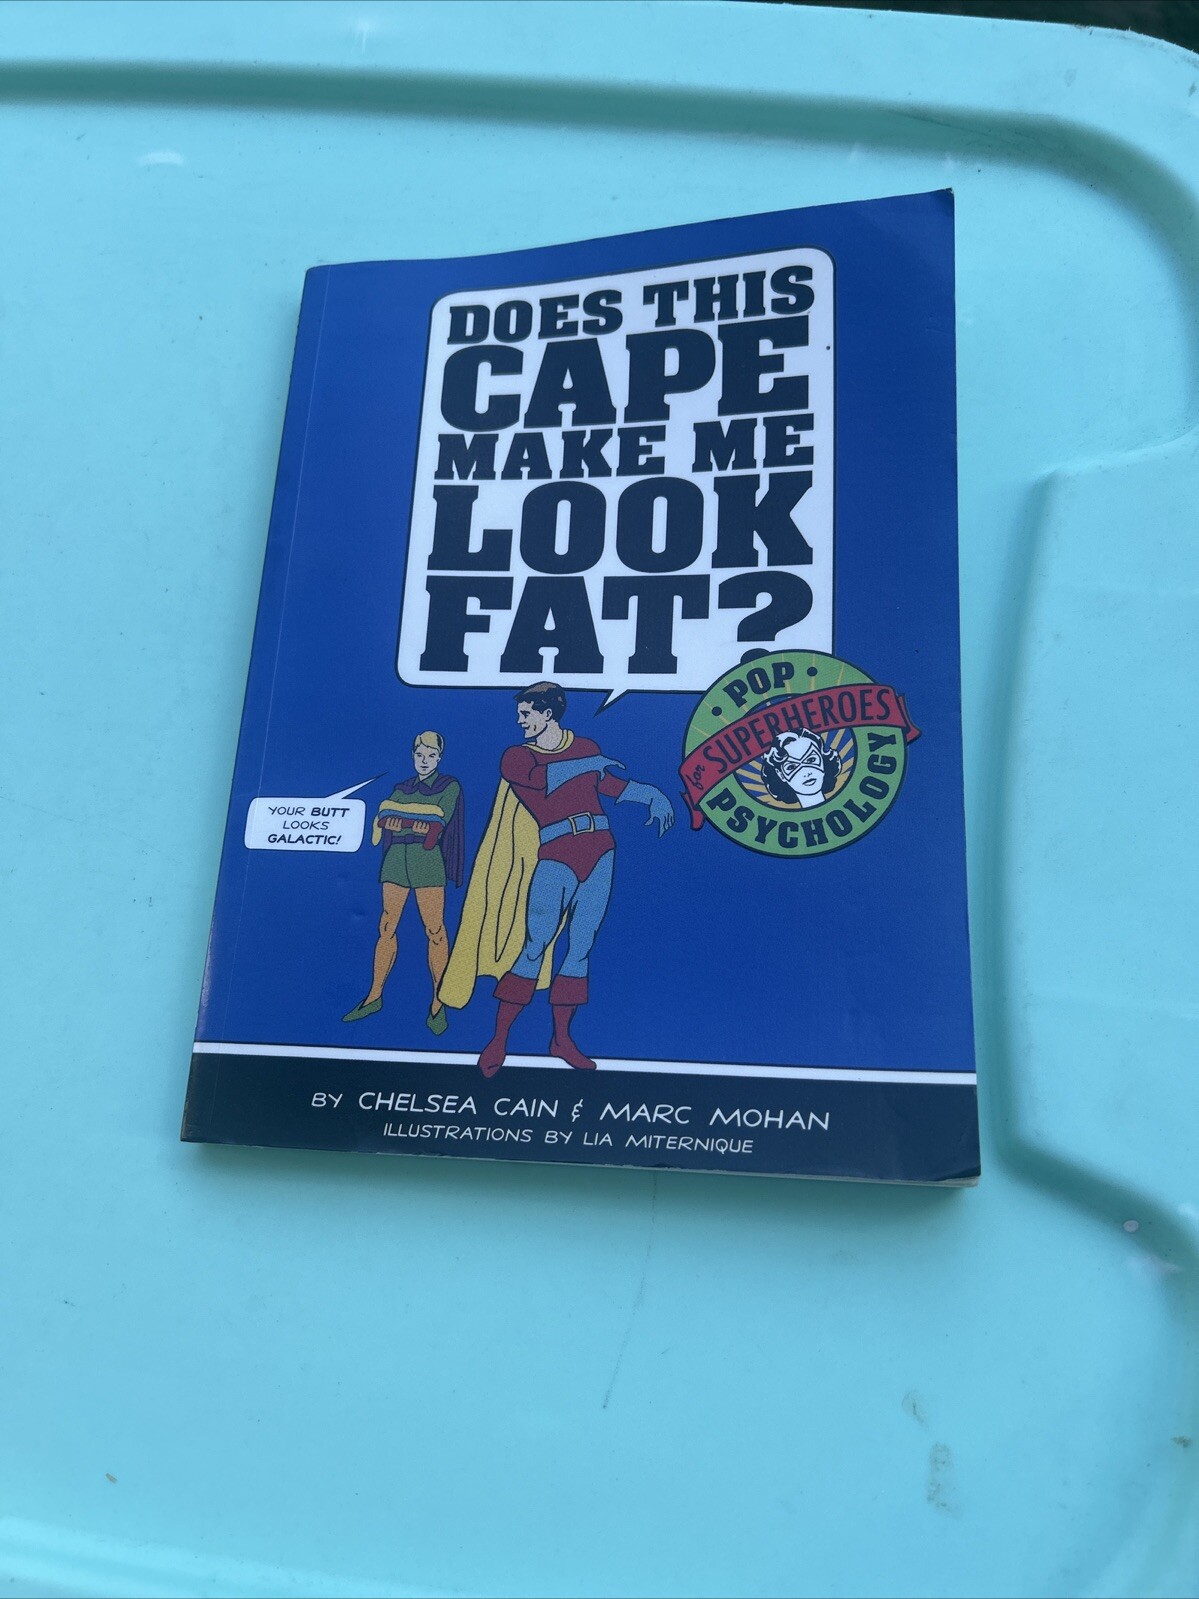 DOES THIS
CAPE
MAKE ME
LOOK
FAT?
• POP •
for SUPERHEROES
PSYCHOLOGY
YOUR BUTT
LOOKS
GALACTIC!
BY CHELSEA CAIN & MARC MOHAN
ILLUSTRATIONS BY LIA MITERNIQUE